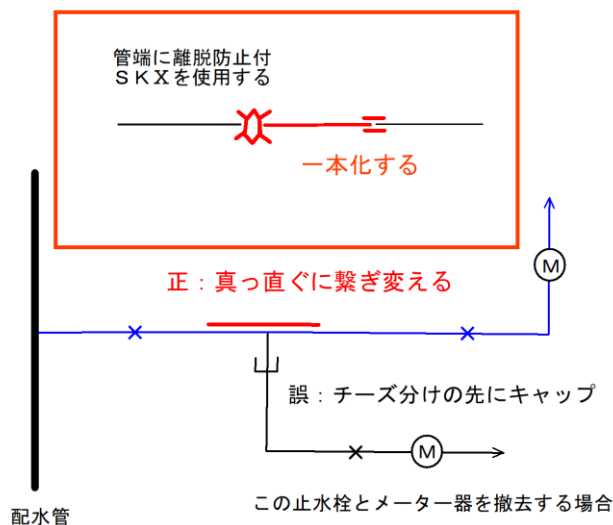 管端に離脱防止付
ＳＫＸを使用する
一本化する
M
正：真っ直ぐに繋ぎ変える
誤：チーズ分けの先にキャップ
M
この止水栓とメーター器を撤去する場合
配水管